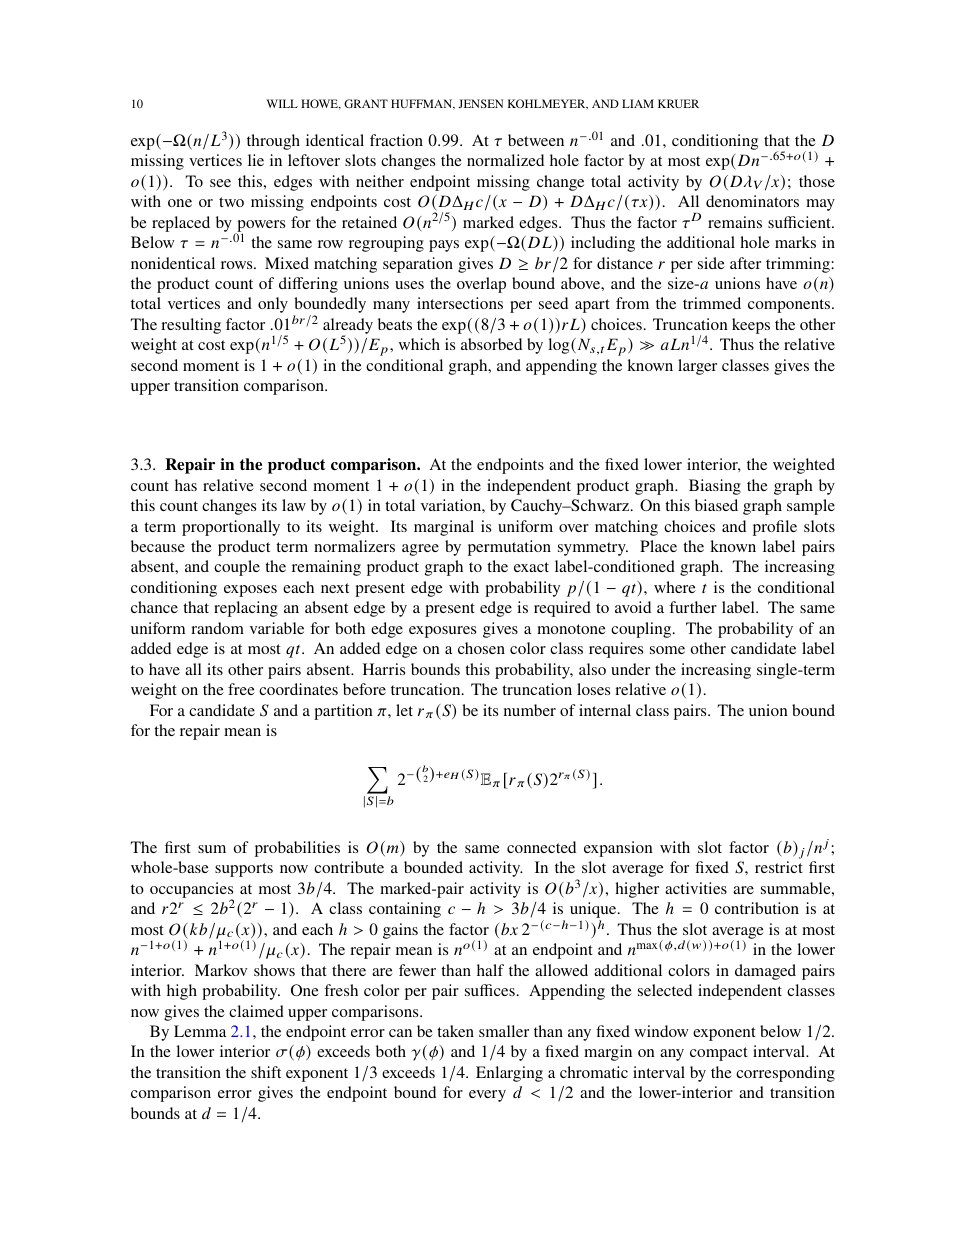 10 WILL HOWE, GRANT HUFFMAN, JENSEN KOHLMEYER, AND LIAM KRUER
exp(−Ω(n/L³)) through identical fraction 0.99. At τ between n^{−.01} and .01, conditioning that the D
missing vertices lie in leftover slots changes the normalized hole factor by at most exp(Dn^{−.65+o(1)} +
o(1)). To see this, edges with neither endpoint missing change total activity by O(Dλ_V/x); those
with one or two missing endpoints cost O(DΔ_H c/(x − D) + DΔ_H c/(τx)). All denominators may
be replaced by powers for the retained O(n^{2/5}) marked edges. Thus the factor τ^D remains sufficient.
Below τ = n^{−.01} the same row regrouping pays exp(−Ω(DL)) including the additional hole marks in
nonidentical rows. Mixed matching separation gives D ≥ br/2 for distance r per side after trimming:
the product count of differing unions uses the overlap bound above, and the size-a unions have o(n)
total vertices and only boundedly many intersections per seed apart from the trimmed components.
The resulting factor .01^{br/2} already beats the exp((8/3 + o(1))rL) choices. Truncation keeps the other
weight at cost exp(n^{1/5} + O(L⁵))/E_p, which is absorbed by log(N_{s,t}E_p) ≫ aLn^{1/4}. Thus the relative
second moment is 1 + o(1) in the conditional graph, and appending the known larger classes gives the
upper transition comparison.
3.3. Repair in the product comparison. At the endpoints and the fixed lower interior, the weighted
count has relative second moment 1 + o(1) in the independent product graph. Biasing the graph by
this count changes its law by o(1) in total variation, by Cauchy–Schwarz. On this biased graph sample
a term proportionally to its weight. Its marginal is uniform over matching choices and profile slots
because the product term normalizers agree by permutation symmetry. Place the known label pairs
absent, and couple the remaining product graph to the exact label-conditioned graph. The increasing
conditioning exposes each next present edge with probability p/(1 − qt), where t is the conditional
chance that replacing an absent edge by a present edge is required to avoid a further label. The same
uniform random variable for both edge exposures gives a monotone coupling. The probability of an
added edge is at most qt. An added edge on a chosen color class requires some other candidate label
to have all its other pairs absent. Harris bounds this probability, also under the increasing single-term
weight on the free coordinates before truncation. The truncation loses relative o(1).
For a candidate S and a partition π, let r_π(S) be its number of internal class pairs. The union bound
for the repair mean is
∑_{|S|=b} 2^{−\binom{b}{2}+e_H(S)} 𝔼_π[r_π(S)2^{r_π(S)}].
The first sum of probabilities is O(m) by the same connected expansion with slot factor (b)_j/n^j;
whole-base supports now contribute a bounded activity. In the slot average for fixed S, restrict first
to occupancies at most 3b/4. The marked-pair activity is O(b³/x), higher activities are summable,
and r2^r ≤ 2b²(2^r − 1). A class containing c − h > 3b/4 is unique. The h = 0 contribution is at
most O(kb/μ_c(x)), and each h > 0 gains the factor (bx 2^{−(c−h−1)})^h. Thus the slot average is at most
n^{−1+o(1)} + n^{1+o(1)}/μ_c(x). The repair mean is n^{o(1)} at an endpoint and n^{max(ϕ,d(w))+o(1)} in the lower
interior. Markov shows that there are fewer than half the allowed additional colors in damaged pairs
with high probability. One fresh color per pair suffices. Appending the selected independent classes
now gives the claimed upper comparisons.
By Lemma 2.1, the endpoint error can be taken smaller than any fixed window exponent below 1/2.
In the lower interior σ(ϕ) exceeds both γ(ϕ) and 1/4 by a fixed margin on any compact interval. At
the transition the shift exponent 1/3 exceeds 1/4. Enlarging a chromatic interval by the corresponding
comparison error gives the endpoint bound for every d < 1/2 and the lower-interior and transition
bounds at d = 1/4.